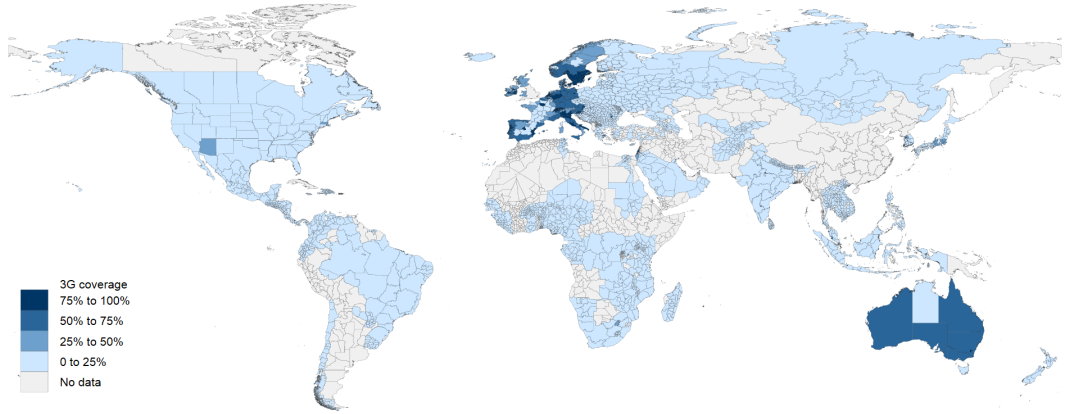 3G coverage
75% to 100%
50% to 75%
25% to 50%
0 to 25%
No data